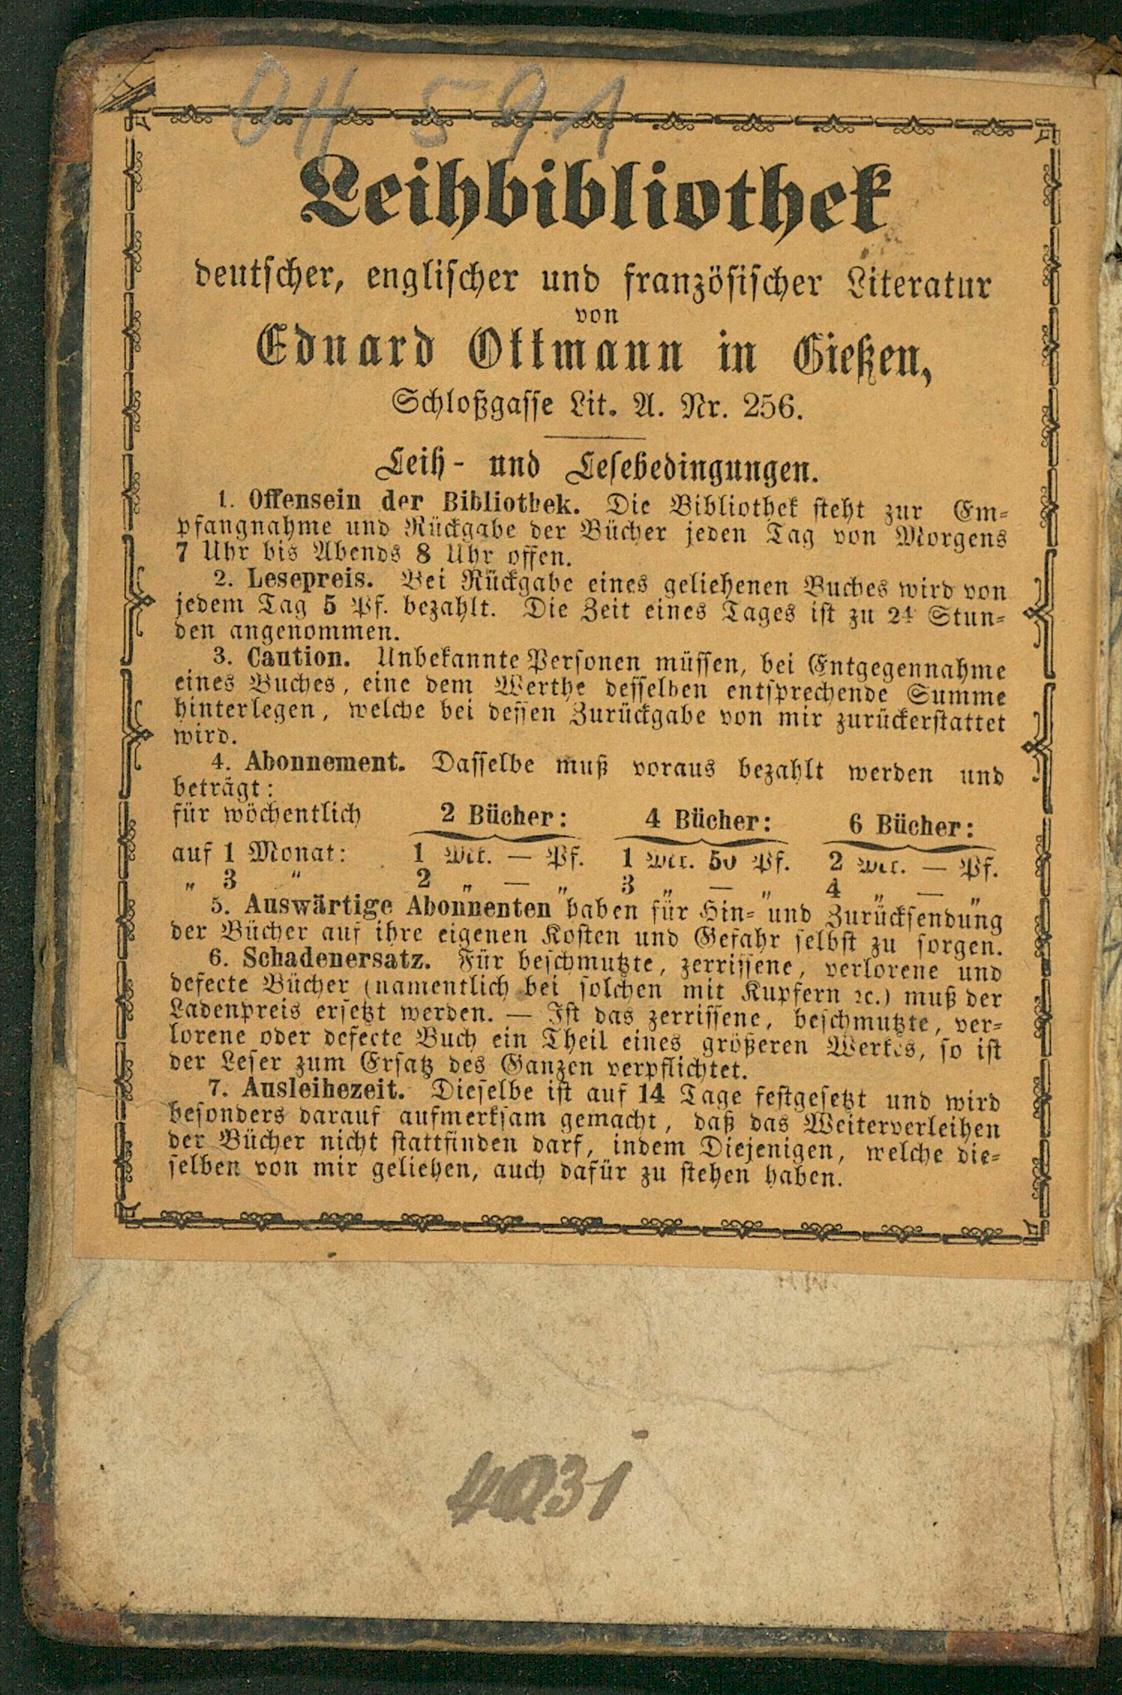 OH 591
Leihbibliothek
deutscher, englischer und französischer Literatur
von
Eduard Ottmann in Gießen,
Schloßgasse Lit. A. Nr. 256.
Leih- und Lesebedingungen.
1. Offensein der Bibliothek. Die Bibliothek steht zur Em-
pfangnahme und Rückgabe der Bücher jeden Tag von Morgens
7 Uhr bis Abends 8 Uhr offen.
2. Lesepreis. Bei Rückgabe eines geliehenen Buches wird von
jedem Tag 5 Pf. bezahlt. Die Zeit eines Tages ist zu 24 Stun-
den angenommen.
3. Caution. Unbekannte Personen müssen, bei Entgegennahme
eines Buches, eine dem Werthe desselben entsprechende Summe
hinterlegen, welche bei dessen Zurückgabe von mir zurückerstattet
wird.
4. Abonnement. Dasselbe muß voraus bezahlt werden und
beträgt:
für wöchentlich 2 Bücher: 4 Bücher: 6 Bücher:
auf 1 Monat: 1 Mk. — Pf. 1 Mk. 50 Pf. 2 Mk. — Pf.
„ 3 „ 2 „ — „ 3 „ — „ 4 „ — „
5. Auswärtige Abonnenten haben für Hin- und Zurücksendung
der Bücher auf ihre eigenen Kosten und Gefahr selbst zu sorgen.
6. Schadenersatz. Für beschmutzte, zerrissene, verlorene und
defecte Bücher (namentlich bei solchen mit Kupfern ꝛc.) muß der
Ladenpreis ersetzt werden. — Ist das zerrissene, beschmutzte, ver-
lorene oder defecte Buch ein Theil eines größeren Werkes, so ist
der Leser zum Ersatz des Ganzen verpflichtet.
7. Ausleihezeit. Dieselbe ist auf 14 Tage festgesetzt und wird
besonders darauf aufmerksam gemacht, daß das Weiterverleihen
der Bücher nicht stattfinden darf, indem Diejenigen, welche die-
selben von mir geliehen, auch dafür zu stehen haben.
4031